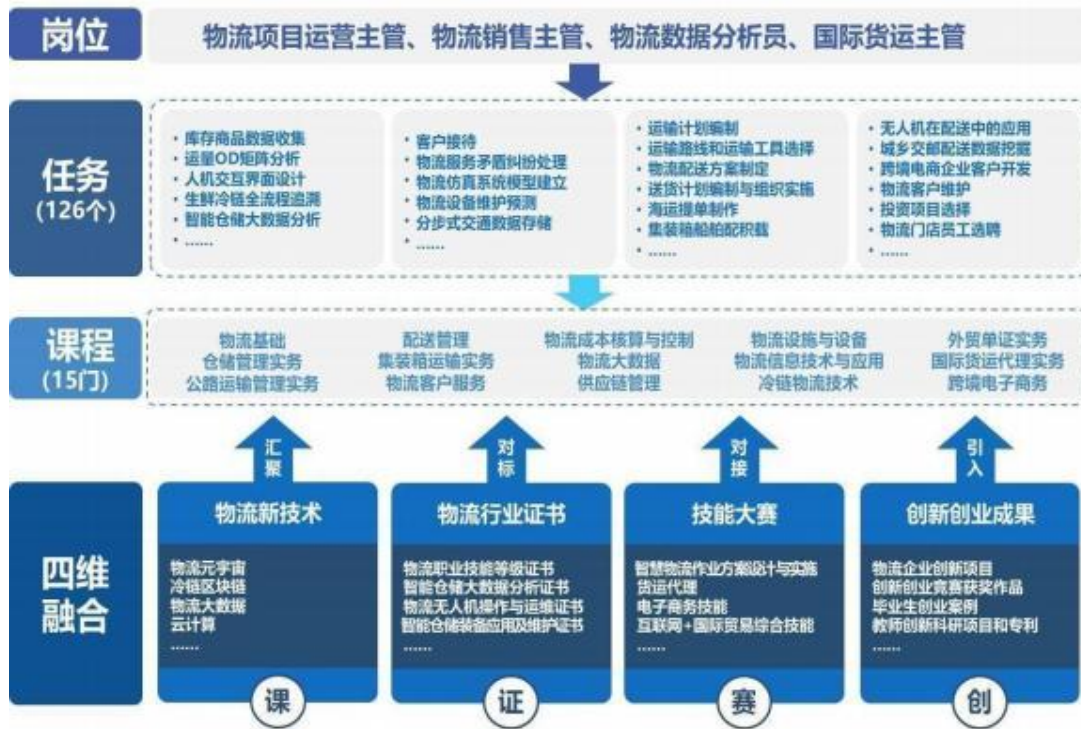 岗位
物流项目运营主管、物流销售主管、物流数据分析员、国际货运主管
任务
(126个)
• 库存商品数据收集
• 运量OD矩阵分析
• 人机交互界面设计
• 生鲜冷链全流程追溯
• 智能仓储大数据分析
• ……
• 客户接待
• 物流服务矛盾纠纷处理
• 物流仿真系统模型建立
• 物流设备维护预测
• 分步式交通数据存储
• ……
• 运输计划编制
• 运输路线和运输工具选择
• 物流配送方案制定
• 送货计划编制与组织实施
• 海运提单制作
• 集装箱船舶配积载
• ……
• 无人机在配送中的应用
• 城乡交邮配送数据挖掘
• 跨境电商企业客户开发
• 物流客户维护
• 投资项目选择
• 物流门店员工选聘
• ……
课程
(15门)
物流基础
仓储管理实务
公路运输管理实务
配送管理
集装箱运输实务
物流客户服务
物流成本核算与控制
物流大数据
供应链管理
物流设施与设备
物流信息技术与应用
冷链物流技术
外贸单证实务
国际货运代理实务
跨境电子商务
汇聚
对标
对接
引入
四维
融合
物流新技术
物流元宇宙
冷链区块链
物流大数据
云计算
……
课
物流行业证书
物流职业技能等级证书
智能仓储大数据分析证书
物流无人机操作与运维证书
智能仓储装备应用及维护证书
……
证
技能大赛
智慧物流作业方案设计与实施
货运代理
电子商务技能
互联网+国际贸易综合技能
……
赛
创新创业成果
物流企业创新项目
创新创业竞赛获奖作品
毕业生创业案例
教师创新科研项目和专利
……
创